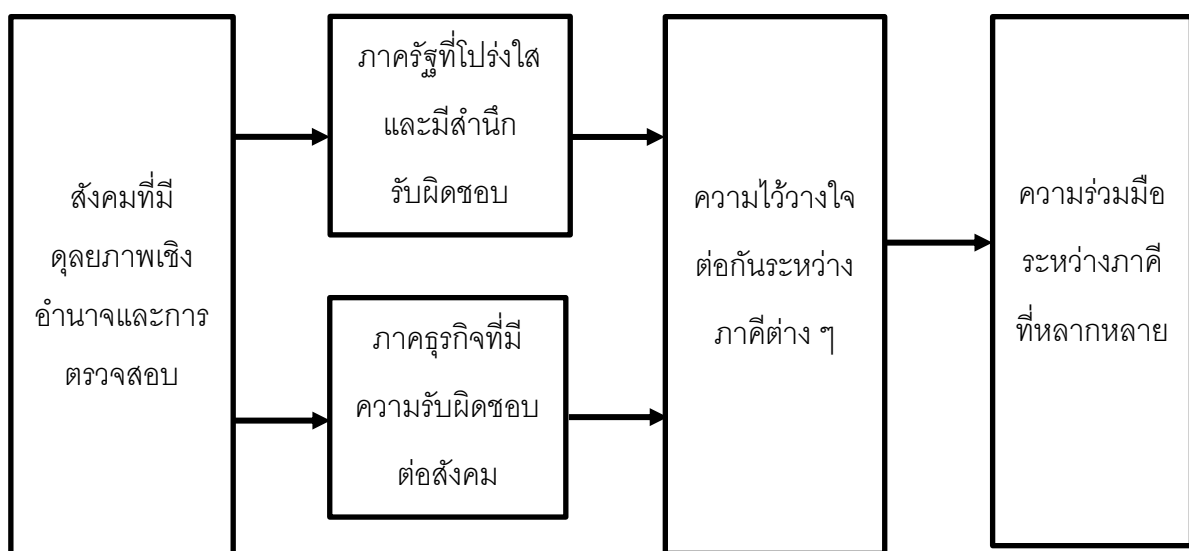 สังคมที่มี
ดุลยภาพเชิง
อำนาจและการ
ตรวจสอบ
ภาครัฐที่โปร่งใส
และมีสำนึก
รับผิดชอบ
ภาคธุรกิจที่มี
ความรับผิดชอบ
ต่อสังคม
ความไว้วางใจ
ต่อกันระหว่าง
ภาคีต่าง ๆ
ความร่วมมือ
ระหว่างภาคี
ที่หลากหลาย